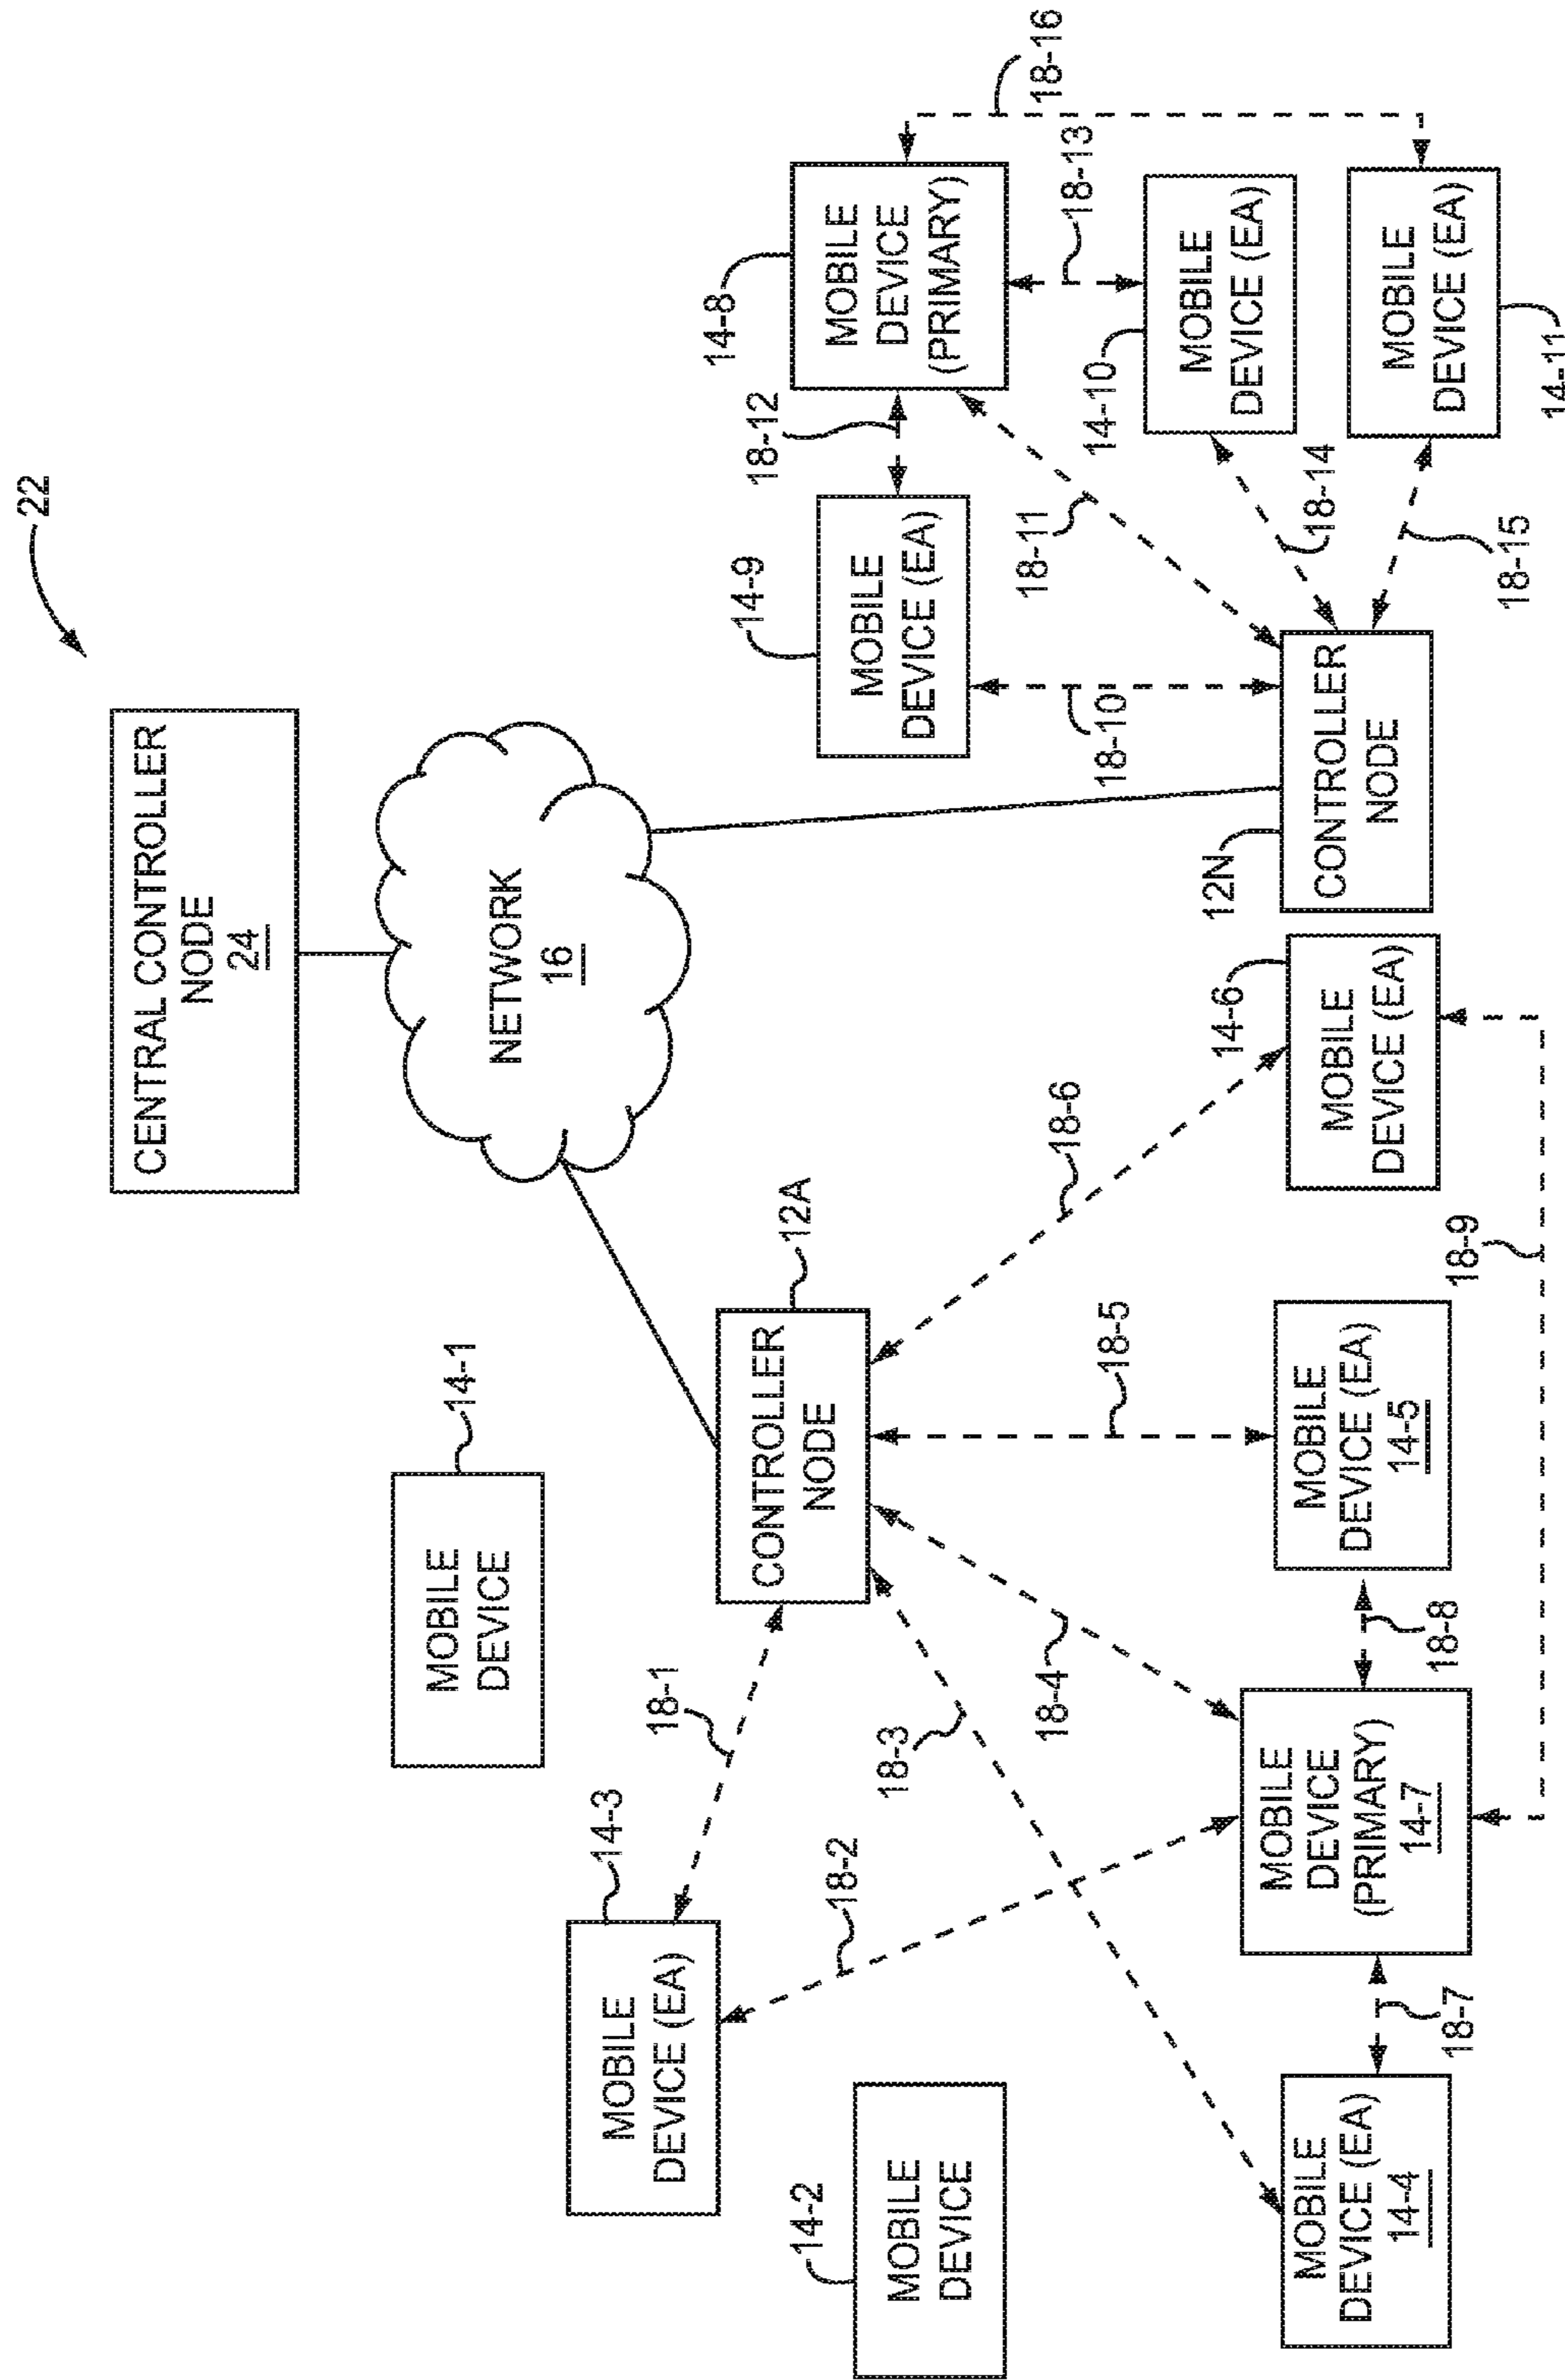 22
CENTRAL CONTROLLER
NODE
24
NETWORK
16
14-1
MOBILE
DEVICE
14-3
MOBILE
DEVICE (EA)
14-2
MOBILE
DEVICE
18-1
CONTROLLER
NODE
12A
18-2
18-3
18-4
18-5
18-6
MOBILE
DEVICE (EA)
14-4
18-7
MOBILE
DEVICE
(PRIMARY)
14-7
18-8
MOBILE
DEVICE (EA)
14-5
18-9
14-6
MOBILE
DEVICE (EA)
12N
CONTROLLER
NODE
14-9
MOBILE
DEVICE (EA)
18-10
18-11
18-12
14-8
MOBILE
DEVICE
(PRIMARY)
18-13
14-10
MOBILE
DEVICE (EA)
18-14
18-15
MOBILE
DEVICE (EA)
14-11
18-16